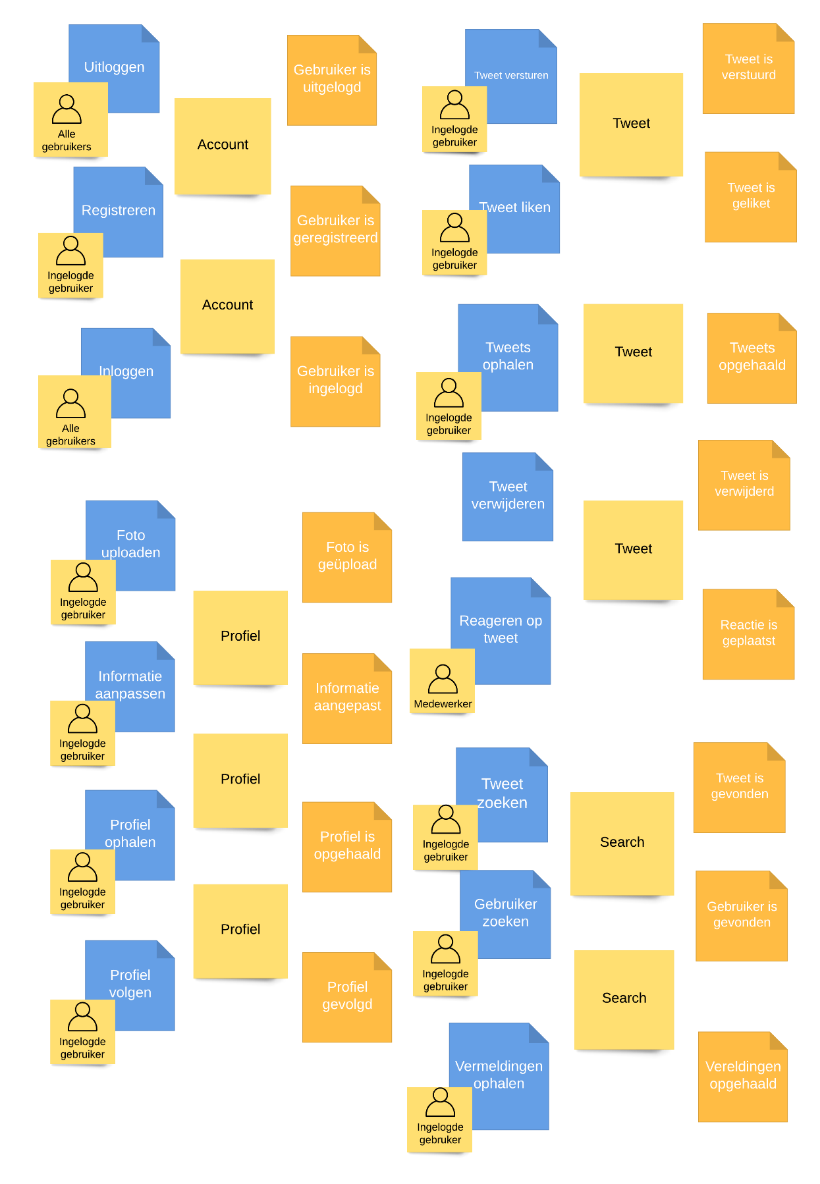 Uitloggen
Alle
gebruikers
Account
Gebruiker is
uitgelogd
Registreren
Ingelogde
gebruiker
Gebruiker is
geregistreerd
Account
Inloggen
Alle
gebruikers
Gebruiker is
ingelogd
Foto
uploaden
Ingelogde
gebruiker
Foto is
geüpload
Profiel
Informatie
aanpassen
Ingelogde
gebruiker
Informatie
aangepast
Profiel
Profiel
ophalen
Ingelogde
gebruiker
Profiel is
opgehaald
Profiel
Profiel
volgen
Ingelogde
gebruiker
Profiel
gevolgd
Tweet versturen
Ingelogde
gebruiker
Tweet
Tweet is
verstuurd
Tweet liken
Ingelogde
gebruiker
Tweet is
geliket
Tweets
ophalen
Ingelogde
gebruiker
Tweet
Tweets
opgehaald
Tweet
verwijderen
Tweet
Tweet is
verwijderd
Reageren op
tweet
Medewerker
Reactie is
geplaatst
Tweet
zoeken
Ingelogde
gebruiker
Search
Tweet is
gevonden
Gebruiker
zoeken
Ingelogde
gebruiker
Gebruiker is
gevonden
Search
Vermeldingen
ophalen
Ingelogde
gebruker
Vereldingen
opgehaald